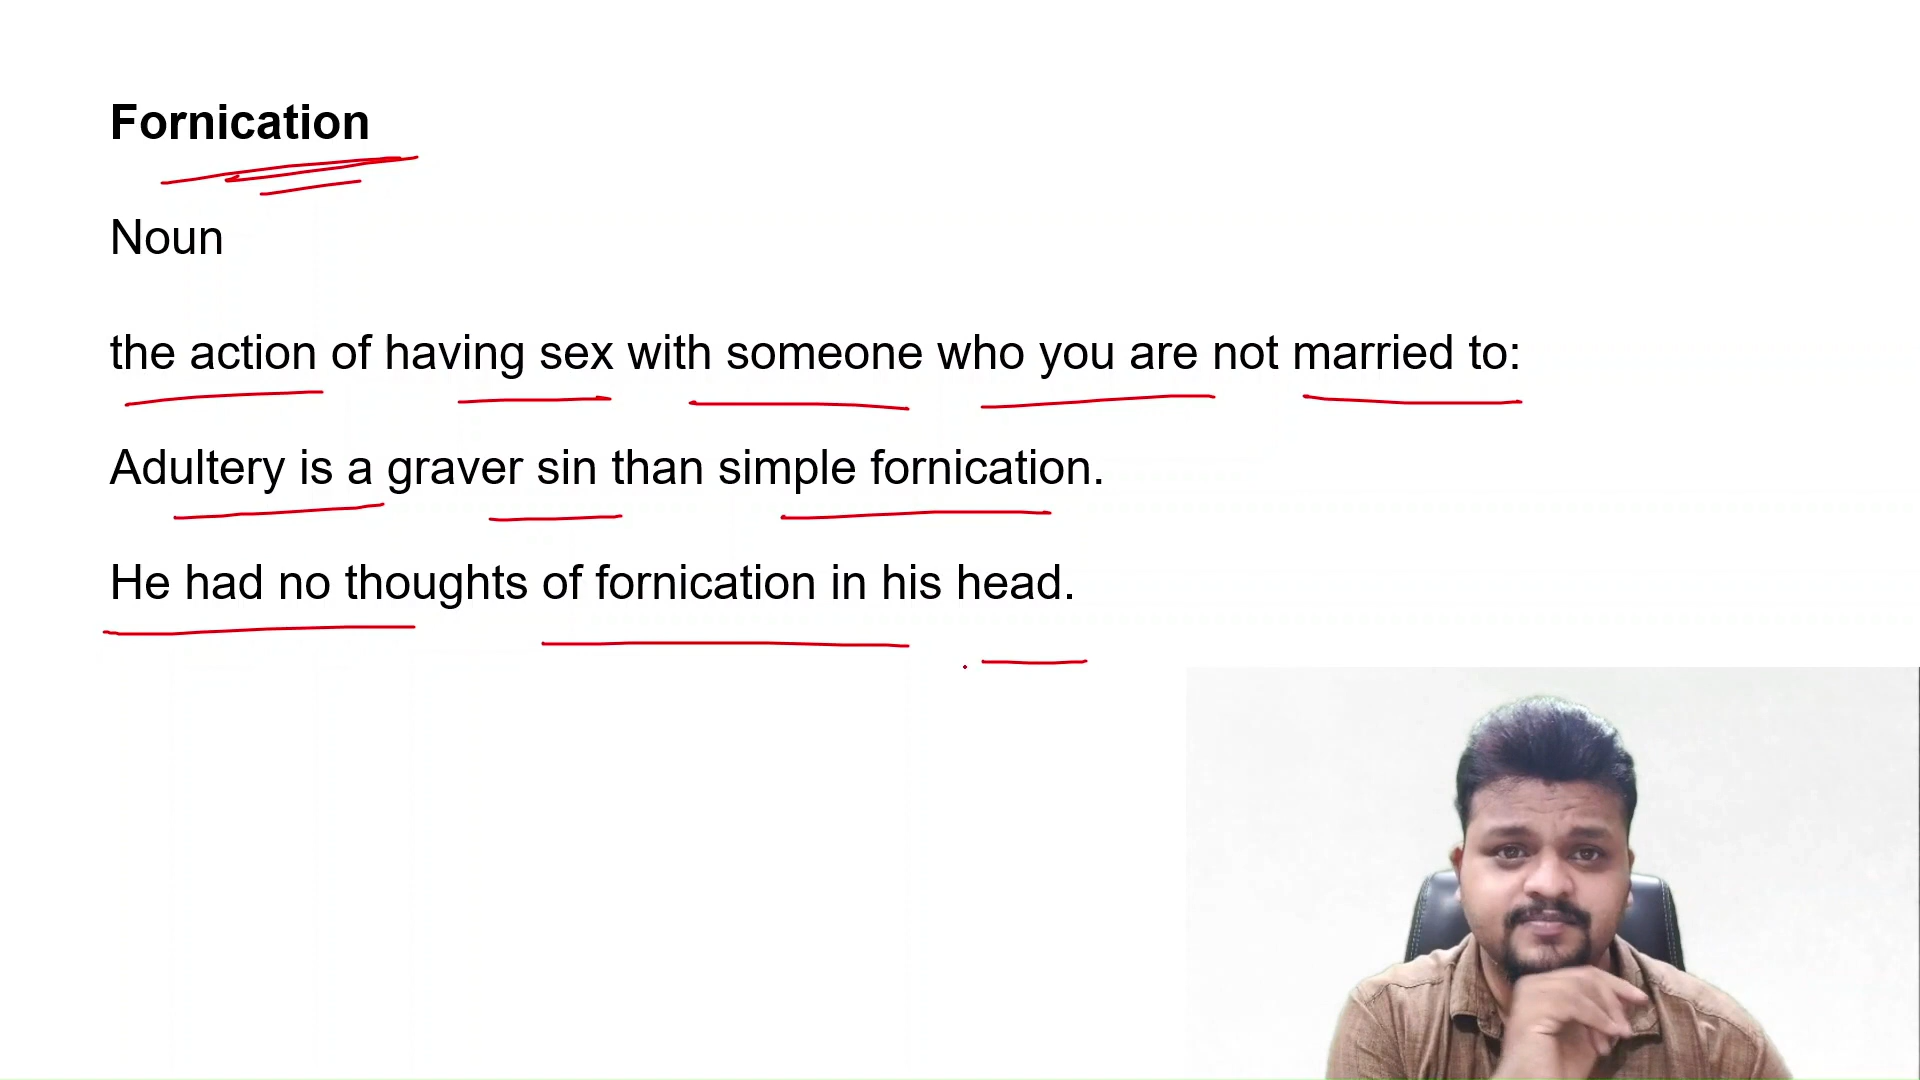 Fornication
Noun
the action of having sex with someone who you are not married to:
Adultery is a graver sin than simple fornication.
He had no thoughts of fornication in his head.